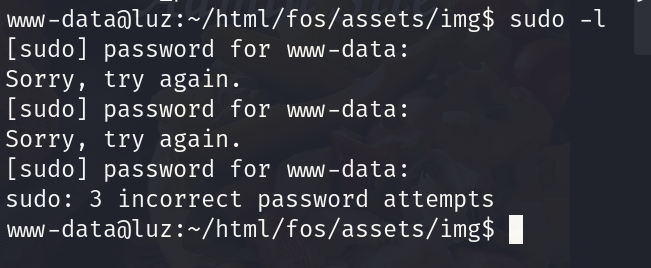 www-data@luz:~/html/fos/assets/img$ sudo -l
[sudo] password for www-data:
Sorry, try again.
[sudo] password for www-data:
Sorry, try again.
[sudo] password for www-data:
sudo: 3 incorrect password attempts
www-data@luz:~/html/fos/assets/img$